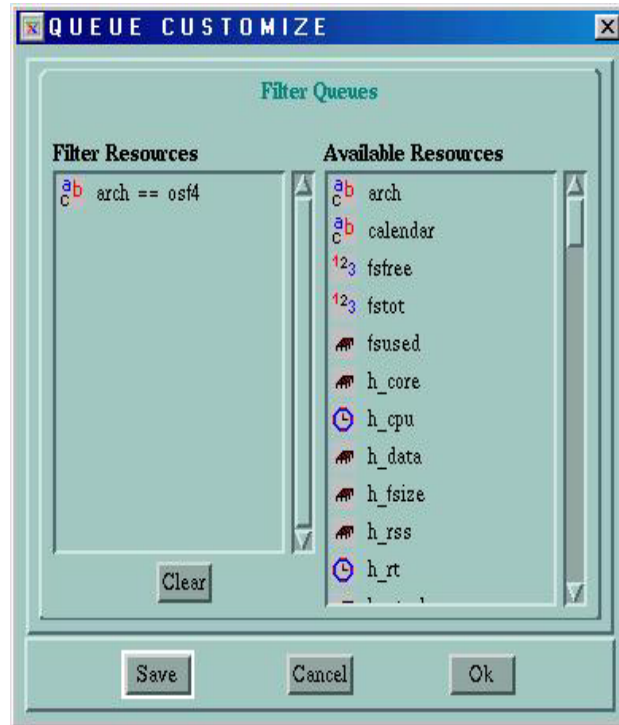 QUEUE CUSTOMIZE
Filter Queues
Filter Resources
arch == osf4
Clear
Available Resources
arch
calendar
fsfree
fstot
fsused
h_core
h_cpu
h_data
h_fsize
h_rss
h_rt
Save
Cancel
Ok